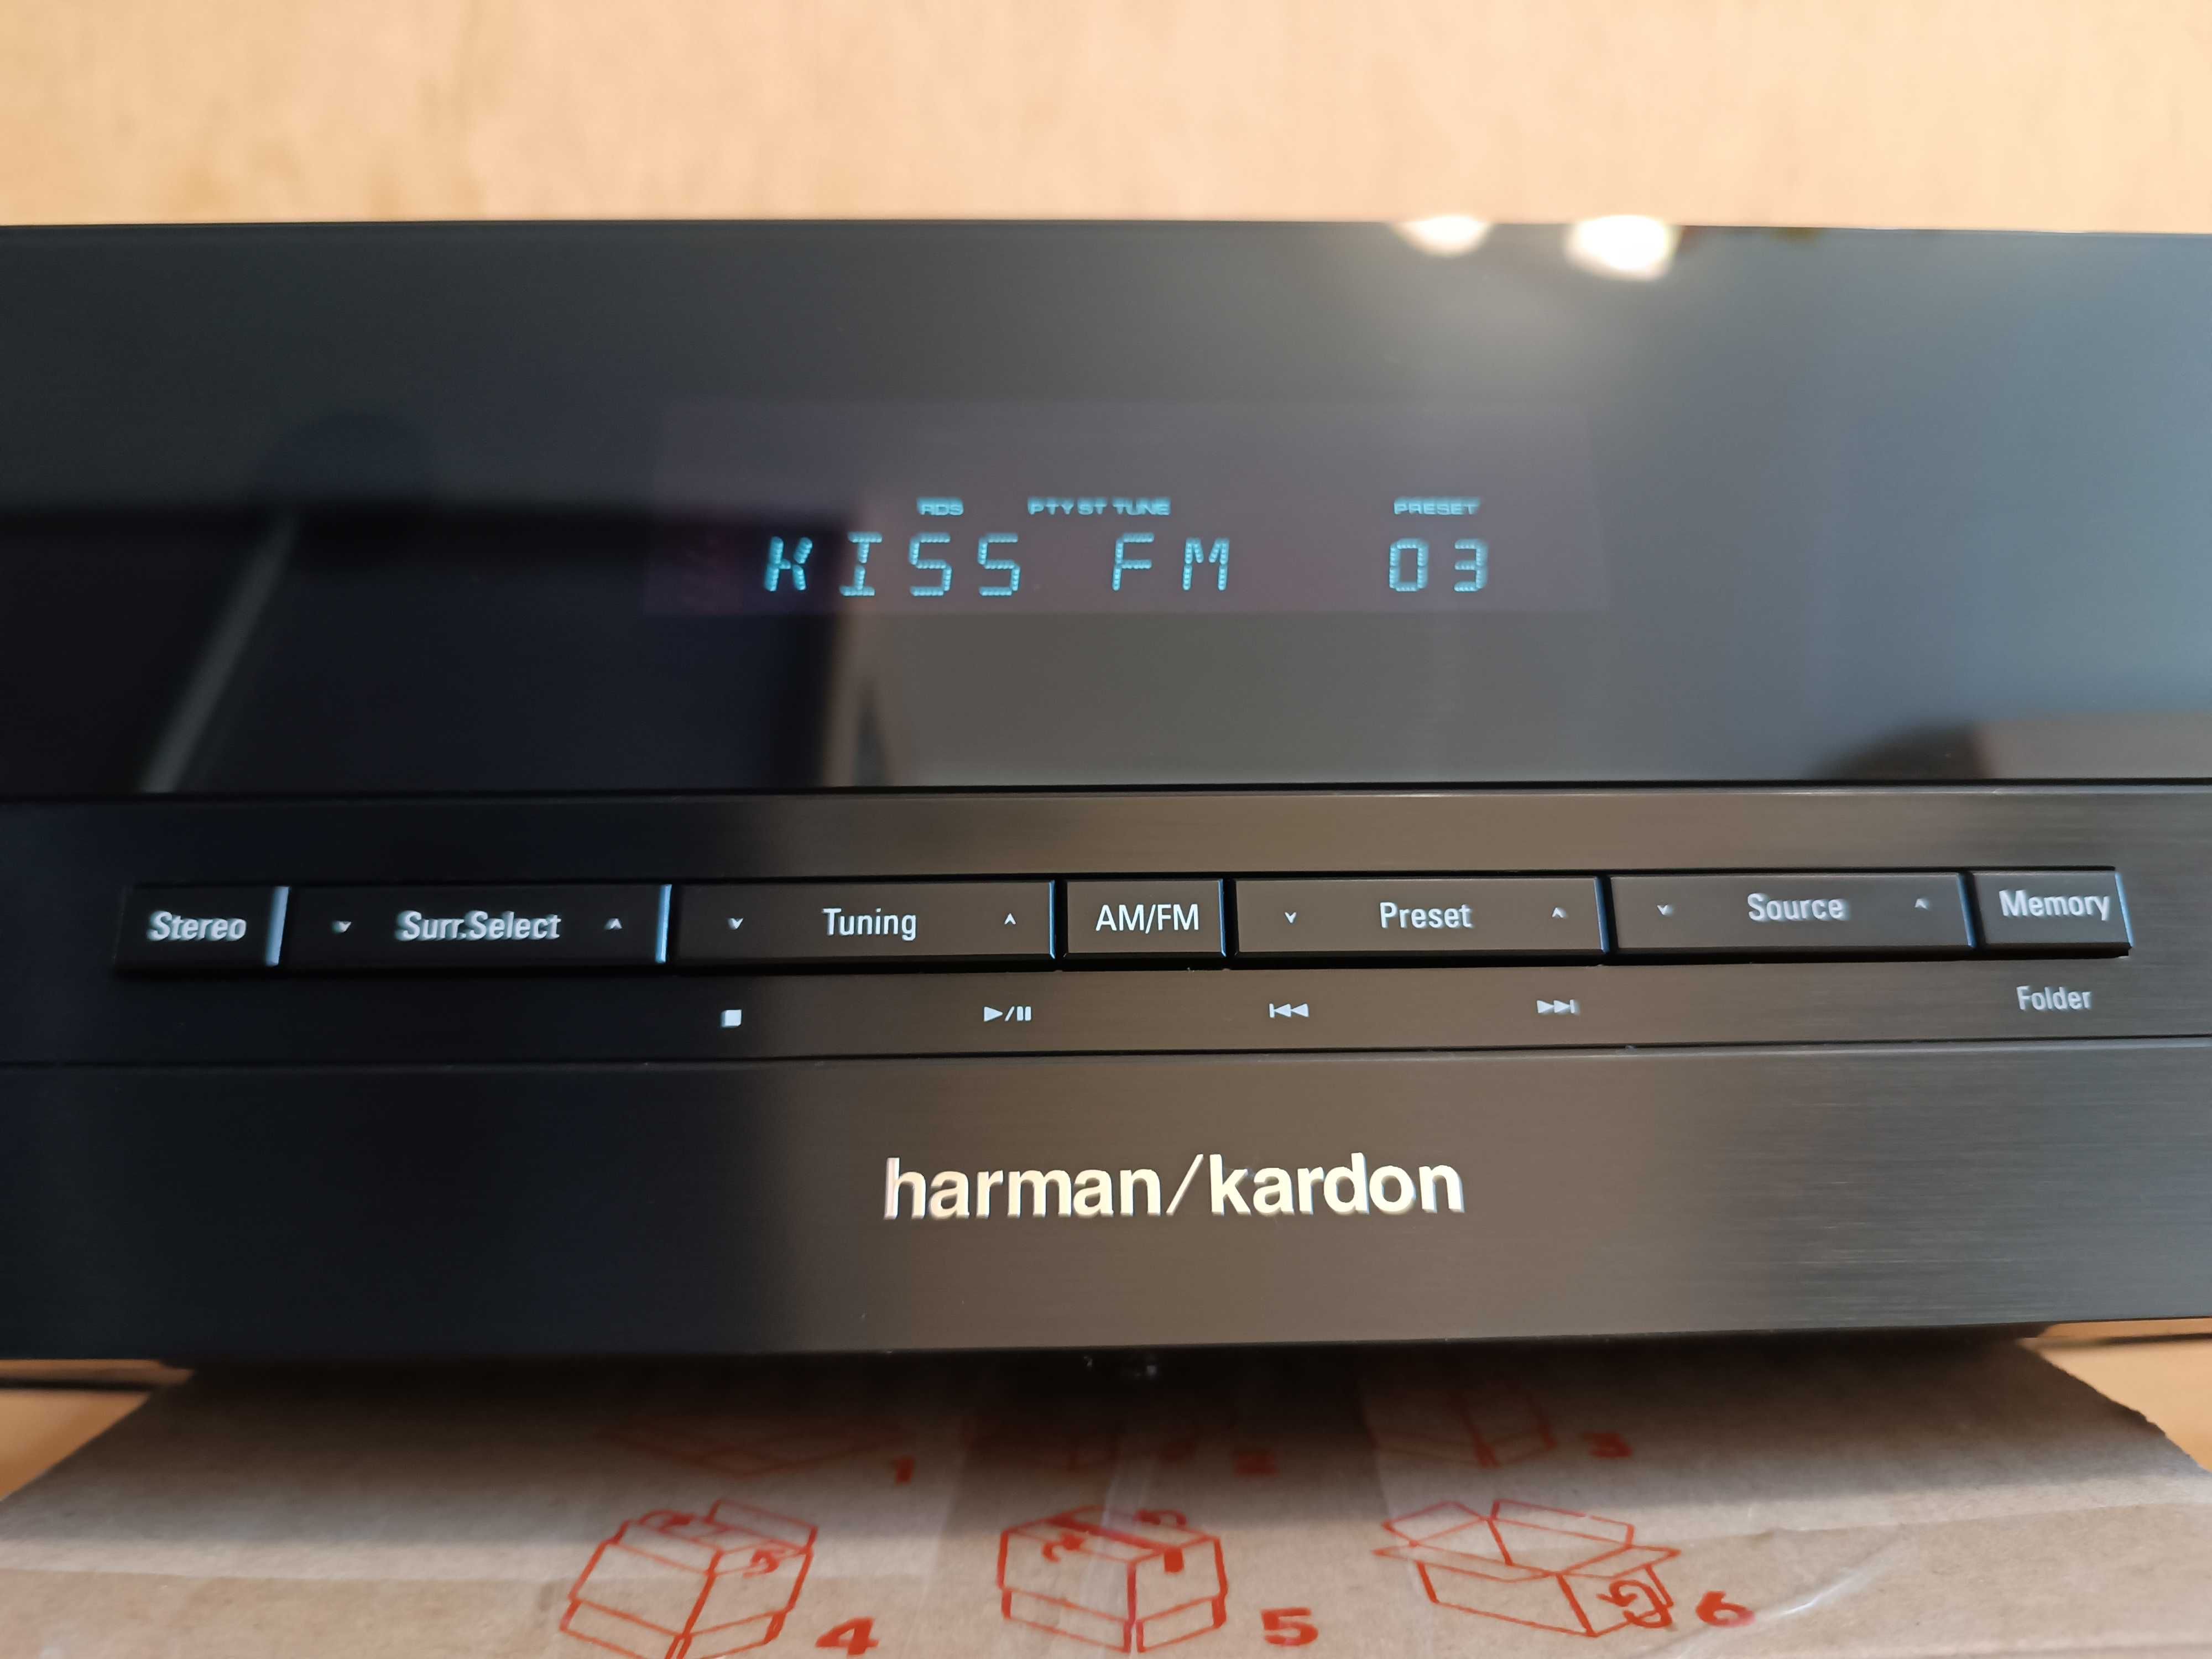 RDS PTY ST TUNE PRESET
KISS FM 03
Stereo Surr.Select Tuning AM/FM Preset Source Memory
Folder
harman/kardon
1 2 3
4 5 6